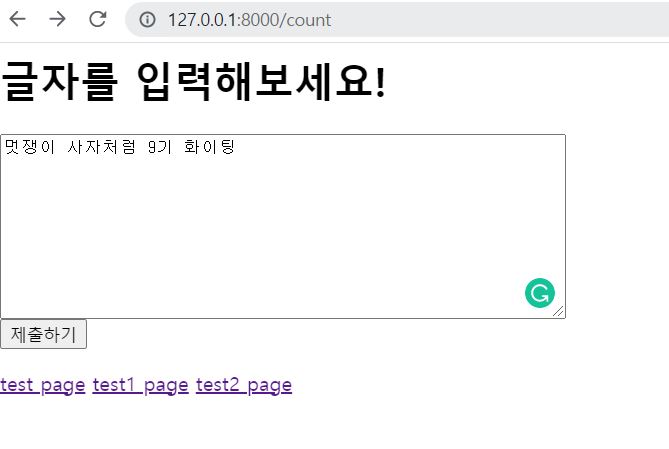 127.0.0.1:8000/count
글자를 입력해보세요!
멋쟁이 사자처럼 9기 화이팅
제출하기
test page test1 page test2 page